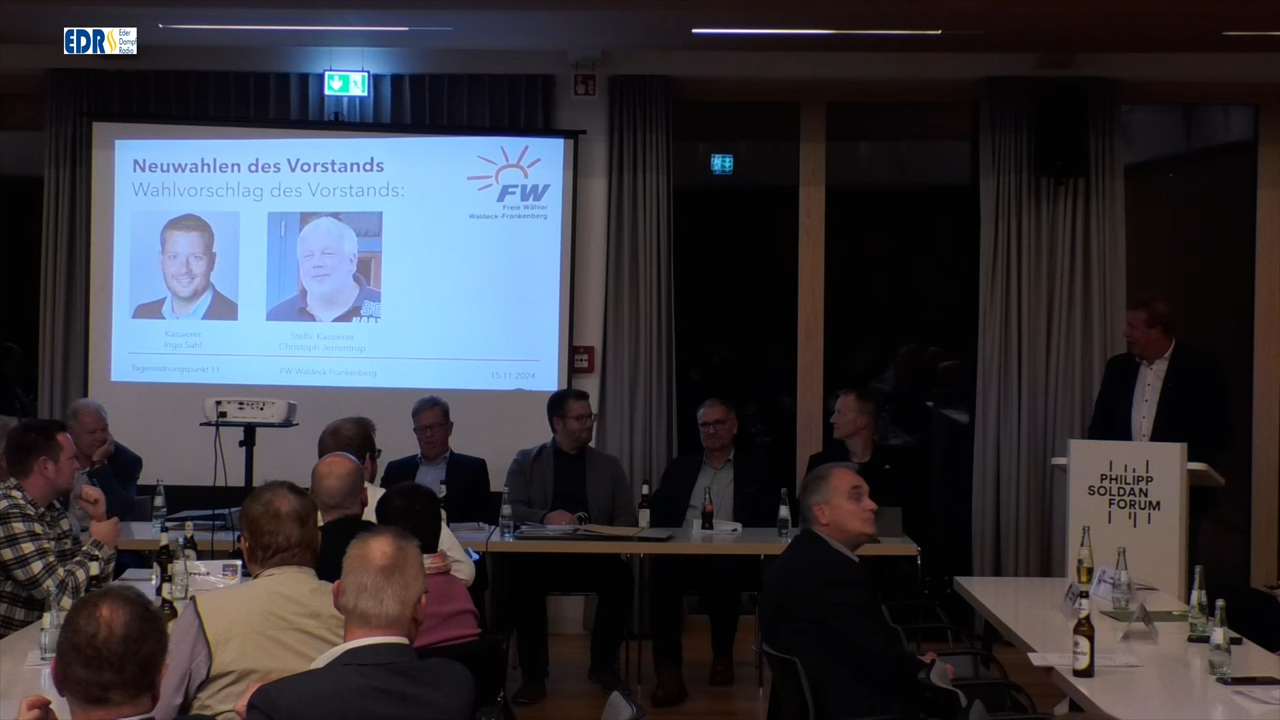 EDR Eder
Dampf
Radio
Neuwahlen des Vorstands
Wahlvorschlag des Vorstands:
FW
Freie Wähler
Waldeck-Frankenberg
Kassierer
Ingo Sahl
Stellv. Kassierer
Christoph Jerrentrup
Tagesordnungspunkt 11
FW Waldeck Frankenberg
15.11.2024
PHILIPP
SOLDAN
FORUM